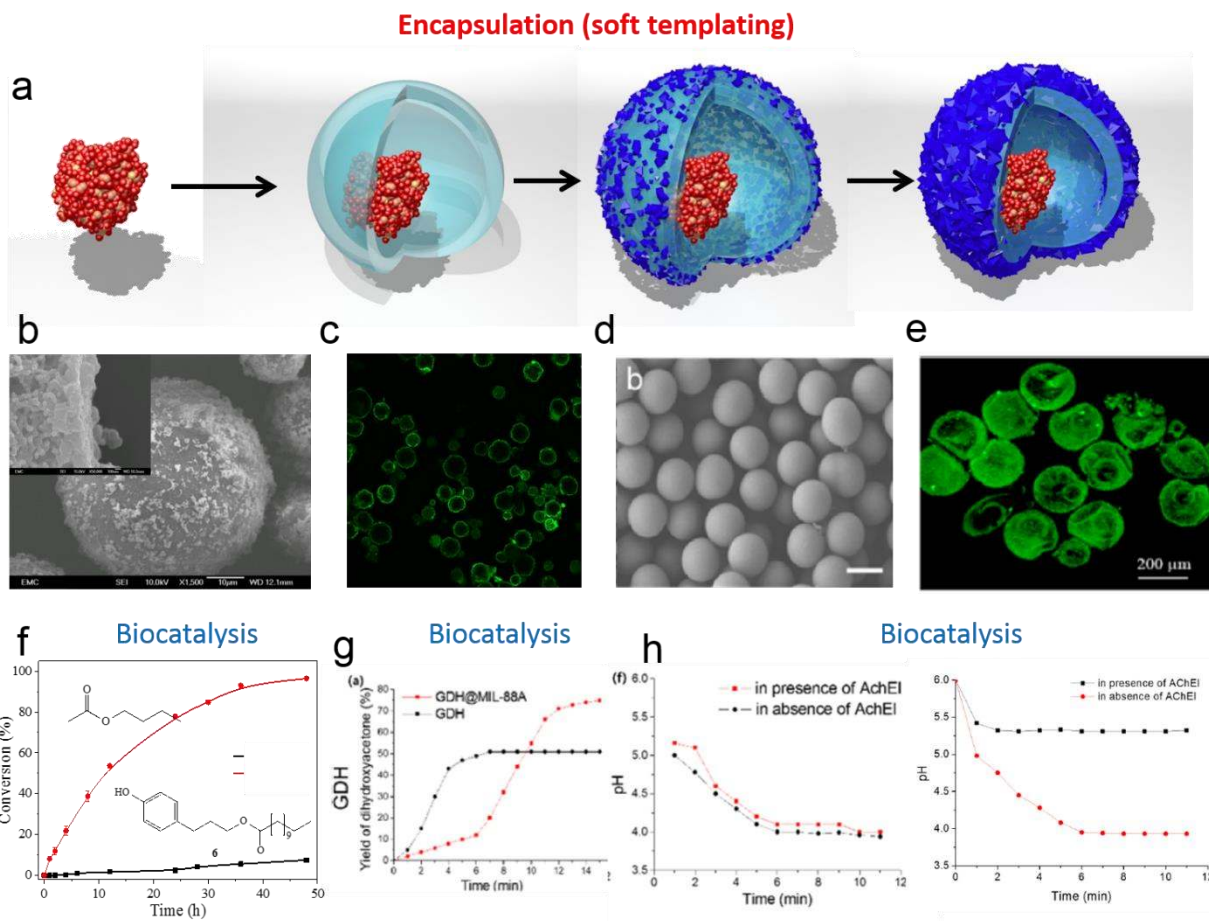 Encapsulation (soft templating)
a
b
c
d
e
EMC
SEI 10.0kV X1,500 10µm WD 12.1mm
b
200 µm
Biocatalysis
Biocatalysis
Biocatalysis
f
100
80
60
40
20
0
Conversion (%)
O
O
HO
O
O
9
6
0 10 20 30 40 50
Time (h)
g
(a)
GDH
80
70
60
50
40
30
20
10
0
Yield of dihydroxyacetone (%)
GDH@MIL-88A
GDH
0 2 4 6 8 10 12 14
Time (min)
h
(f)
in presence of AchEI
in absence of AchEI
6.0
5.5
5.0
4.5
4.0
3.5
pH
0 2 4 6 8 10 12
Time (min)
in presence of AchEI
in absence of AchEI
6.0
5.5
5.0
4.5
4.0
3.5
pH
0 2 4 6 8 10 12
Time (min)